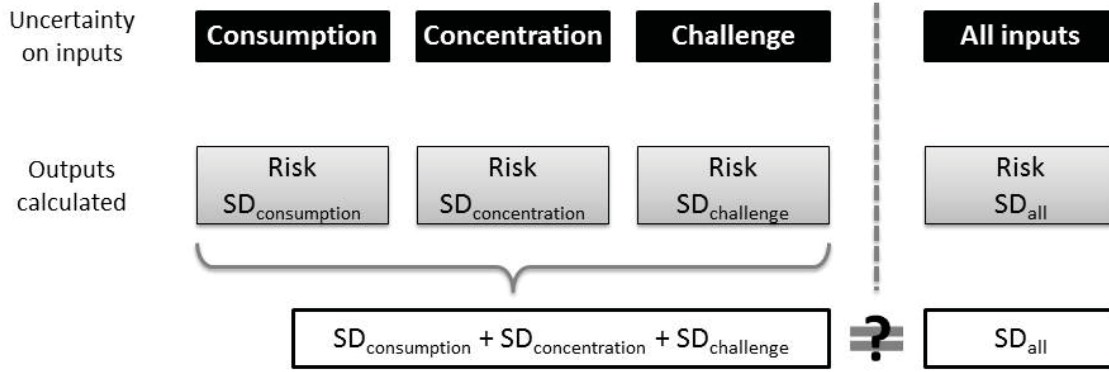 Uncertainty
on inputs
Consumption
Concentration
Challenge
All inputs
Outputs
calculated
Risk
SDconsumption
Risk
SDconcentration
Risk
SDchallenge
Risk
SDall
SDconsumption + SDconcentration + SDchallenge
=
?
SDall